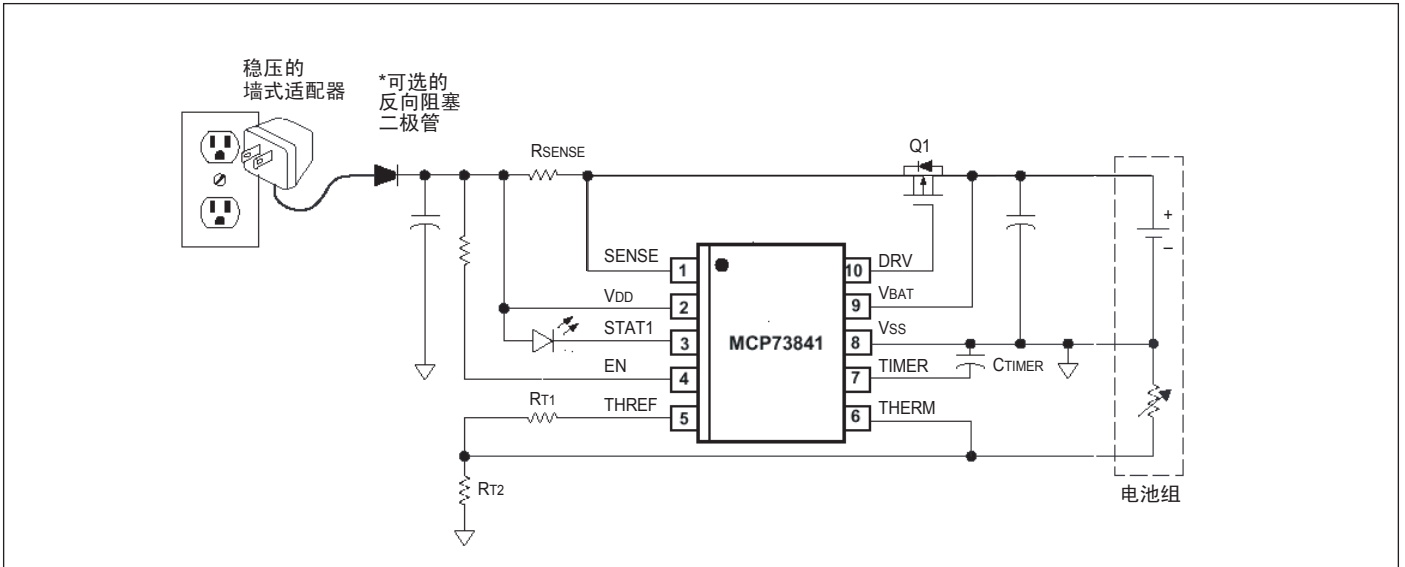 稳压的
墙式适配器
*可选的
反向阻塞
二极管
RSENSE
Q1
SENSE
1
VDD
2
STAT1
3
EN
4
RT1
THREF
5
MCP73841
10
DRV
9
VBAT
8
VSS
7
TIMER
CTIMER
6
THERM
+
–
RT2
电池组